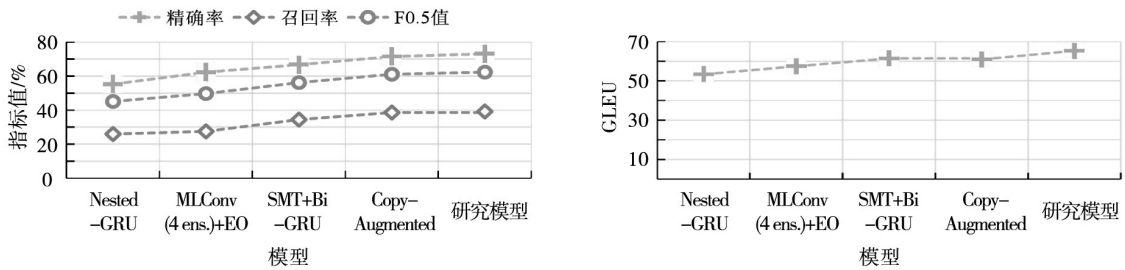 精确率 召回率 F0.5值
指标值/%
80
60
40
20
0
Nested
-GRU
MLConv
(4 ens.)+EO
SMT+Bi
-GRU
Copy-
Augmented
研究模型
模型
GLEU
70
50
30
10
Nested
-GRU
MLConv
(4 ens.)+EO
SMT+Bi
-GRU
Copy-
Augmented
研究模型
模型